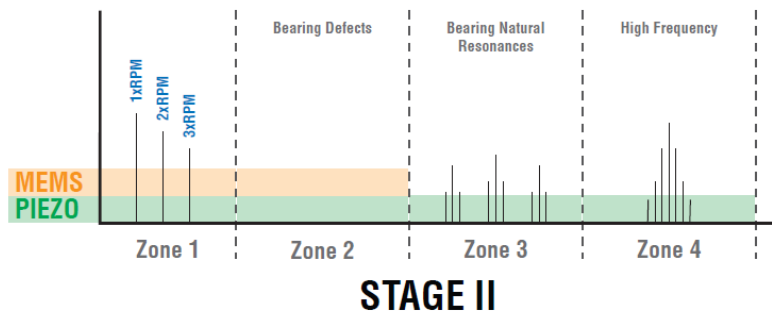 Bearing Defects
Bearing Natural
Resonances
High Frequency
1xRPM
2xRPM
3xRPM
MEMS
PIEZO
Zone 1
Zone 2
Zone 3
Zone 4
STAGE II